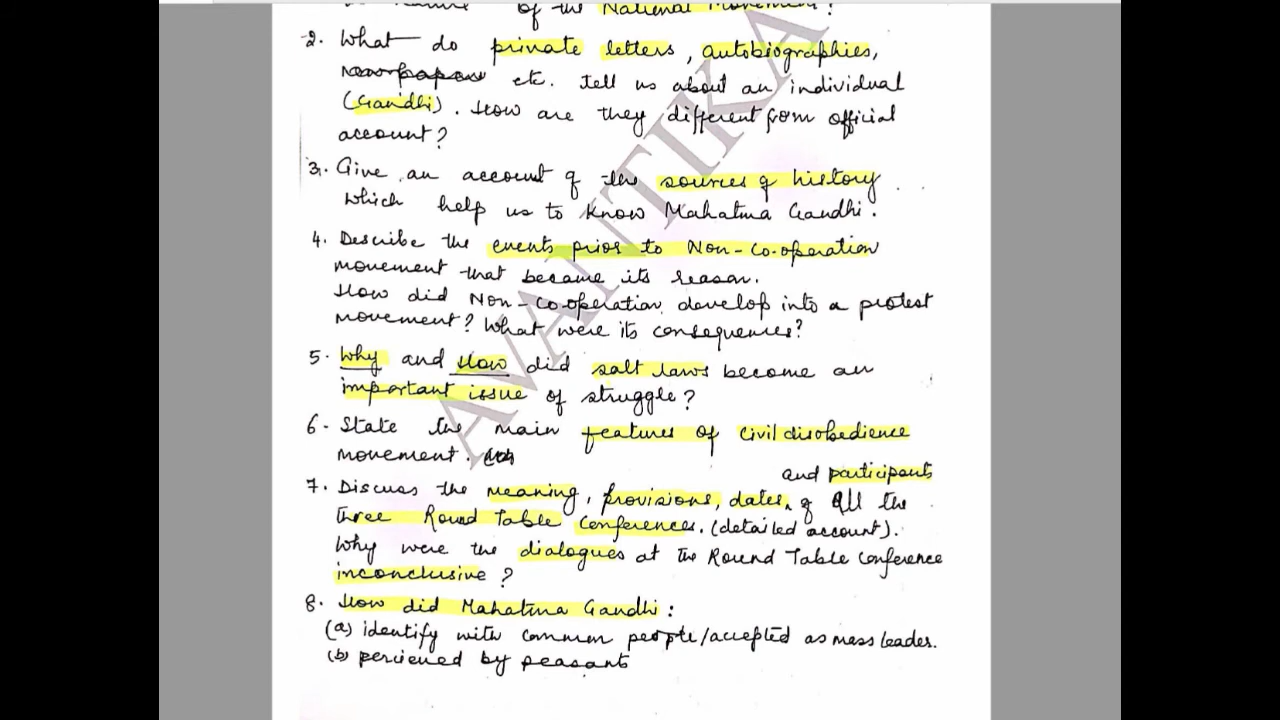 of the National Movement?
2. What do private letters, autobiographies,
newspapers etc. tell us about an individual
(Gandhi). How are they different from official
account?
3. Give an account of the sources of history
which help us to know Mahatma Gandhi.
4. Describe the events prior to Non-Co-operation
movement that became its reason.
How did Non-Co-operation develop into a protest
movement? What were its consequences?
5. Why and How did salt laws become an
important issue of struggle?
6. State the main features of civil disobedience
movement.
and participants
7. Discuss the meaning, provisions, dates, of all the
three Round Table Conferences. (detailed account).
Why were the dialogues at the Round Table Conference
inconclusive?
8. How did Mahatma Gandhi:
(a) identify with common people/accepted as mass leader.
(b) percieved by peasants
AVANTIKA